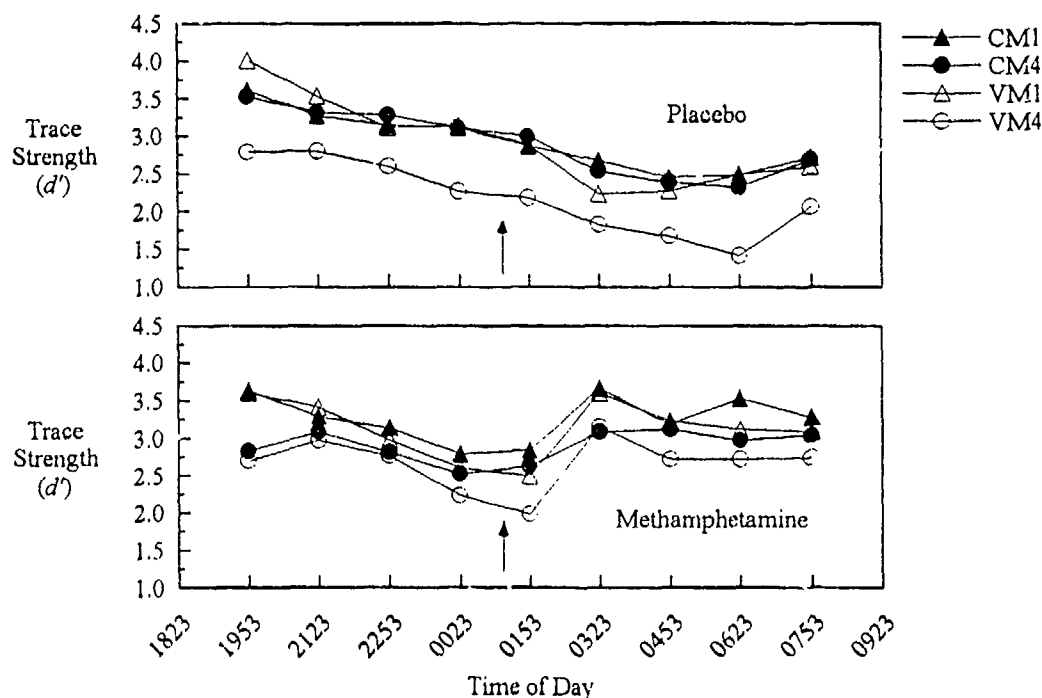 4.5
4.0
3.5
3.0
2.5
2.0
1.5
1.0
Trace
Strength
(d')
Placebo
CM1
CM4
VM1
VM4
4.5
4.0
3.5
3.0
2.5
2.0
1.5
1.0
Trace
Strength
(d')
Methamphetamine
1823 1953 2123 2253 0023 0153 0323 0453 0623 0753 0923
Time of Day